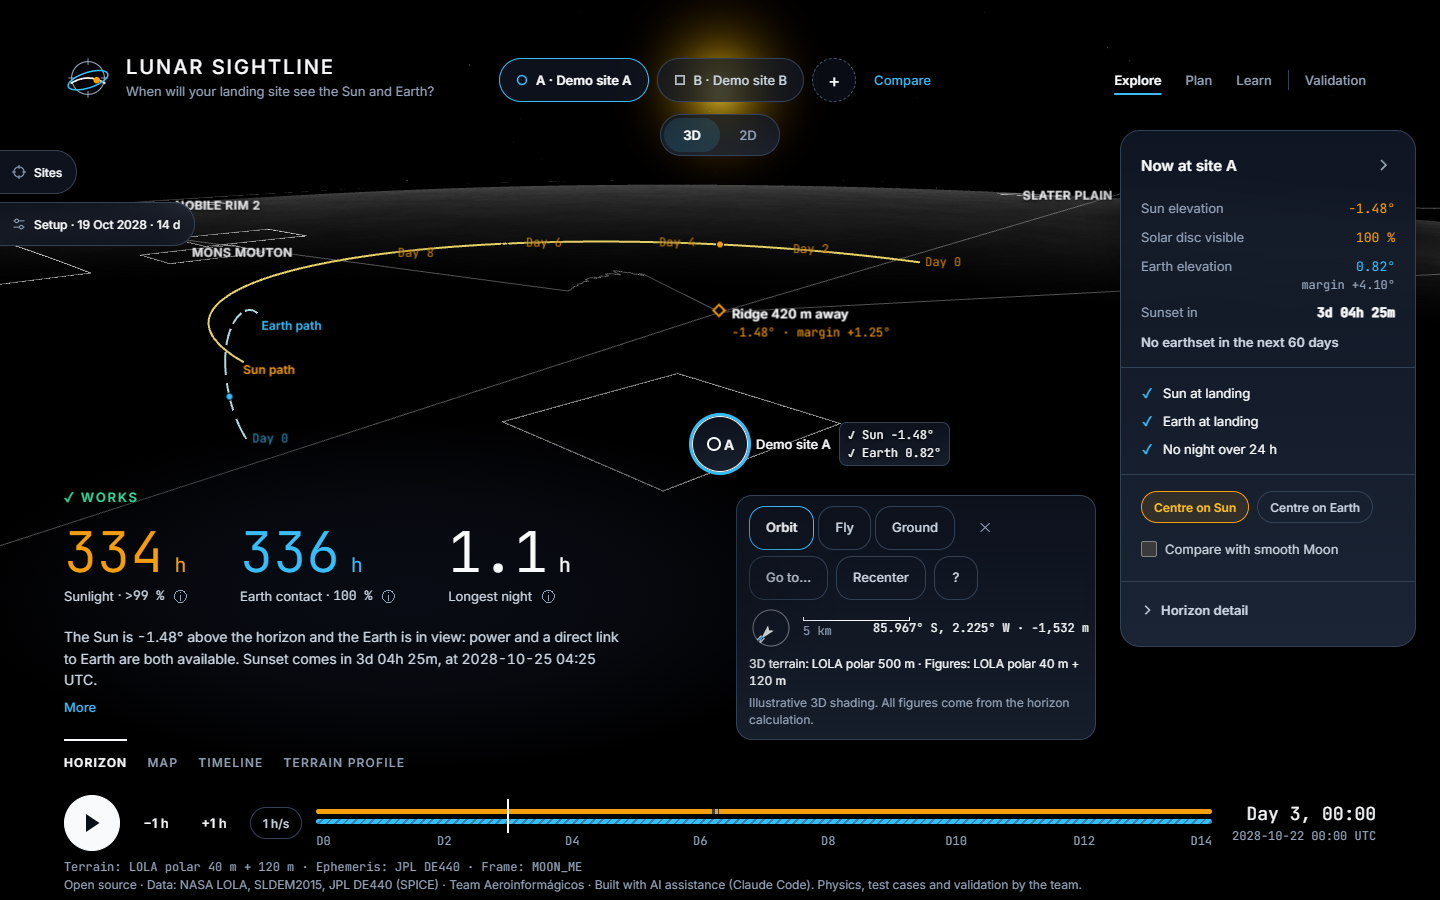 LUNAR SIGHTLINE
When will your landing site see the Sun and Earth?
A · Demo site A
B · Demo site B
+
Compare
Explore
Plan
Learn
Validation
3D
2D
Sites
Setup · 19 Oct 2028 · 14 d
NOBILE RIM 2
MONS MOUTON
SLATER PLAIN
Day 8
Day 6
Day 4
Day 2
Day 0
Earth path
Sun path
Day 0
Ridge 420 m away
-1.48° · margin +1.25°
A
Demo site A
✓ Sun -1.48°
✓ Earth 0.82°
Now at site A
Sun elevation
-1.48°
Solar disc visible
100 %
Earth elevation
0.82°
margin +4.10°
Sunset in
3d 04h 25m
No earthset in the next 60 days
✓ Sun at landing
✓ Earth at landing
✓ No night over 24 h
Centre on Sun
Centre on Earth
Compare with smooth Moon
Horizon detail
✓ WORKS
334 h
336 h
1.1 h
Sunlight · >99 %
Earth contact · 100 %
Longest night
The Sun is -1.48° above the horizon and the Earth is in view: power and a direct link
to Earth are both available. Sunset comes in 3d 04h 25m, at 2028-10-25 04:25
UTC.
More
Orbit
Fly
Ground
Go to...
Recenter
?
5 km
85.967° S, 2.225° W · -1,532 m
3D terrain: LOLA polar 500 m · Figures: LOLA polar 40 m +
120 m
Illustrative 3D shading. All figures come from the horizon
calculation.
HORIZON
MAP
TIMELINE
TERRAIN PROFILE
−1 h
+1 h
1 h/s
D0
D2
D4
D6
D8
D10
D12
D14
Day 3, 00:00
2028-10-22 00:00 UTC
Terrain: LOLA polar 40 m + 120 m · Ephemeris: JPL DE440 · Frame: MOON_ME
Open source · Data: NASA LOLA, SLDEM2015, JPL DE440 (SPICE) · Team Aeroinformágicos · Built with AI assistance (Claude Code). Physics, test cases and validation by the team.